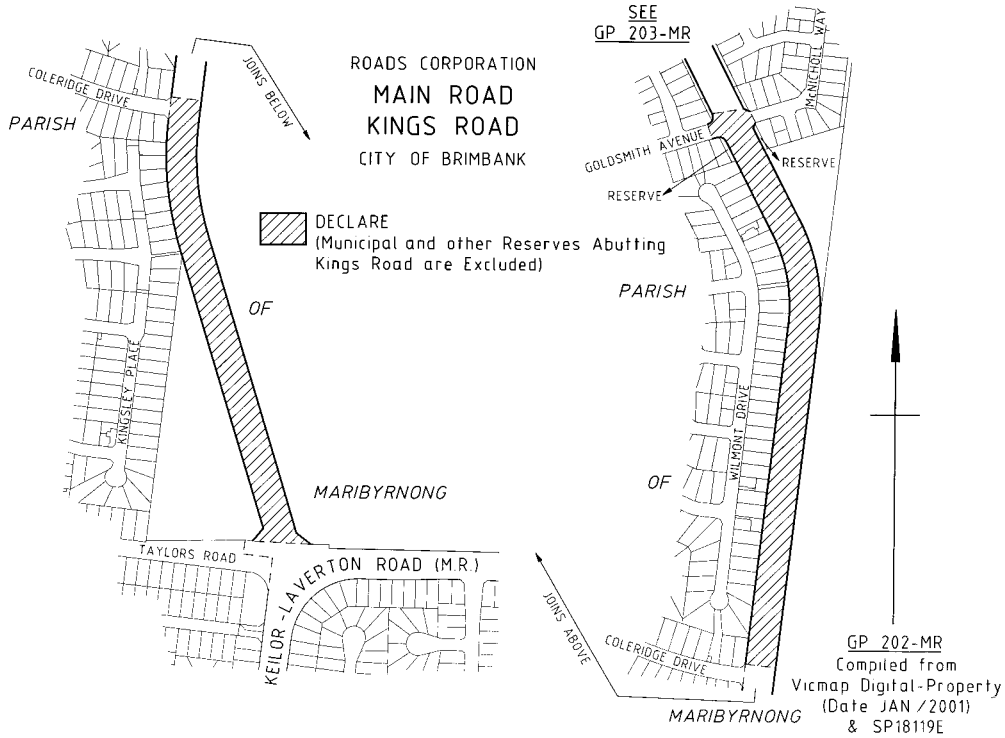 SEE
GP 203-MR
McNICHOLL WAY
JOINS BELOW
ROADS CORPORATION
MAIN ROAD
KINGS ROAD
CITY OF BRIMBANK
COLERIDGE DRIVE
PARISH
GOLDSMITH AVENUE
RESERVE
RESERVE
DECLARE
(Municipal and other Reserves Abutting
Kings Road are Excluded)
OF
PARISH
KINGSLEY PLACE
WILMONT DRIVE
OF
MARIBYRNONG
TAYLORS ROAD
KEILOR-LAVERTON ROAD (M.R.)
JOINS ABOVE
COLERIDGE DRIVE
MARIBYRNONG
GP 202-MR
Compiled from
Vicmap Digital-Property
(Date JAN /2001)
& SP18119E